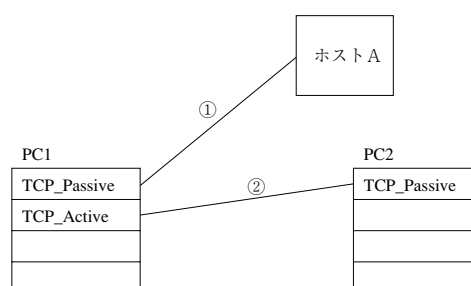 ホストA
①
PC1
PC2
TCP_Passive
②
TCP_Passive
TCP_Active